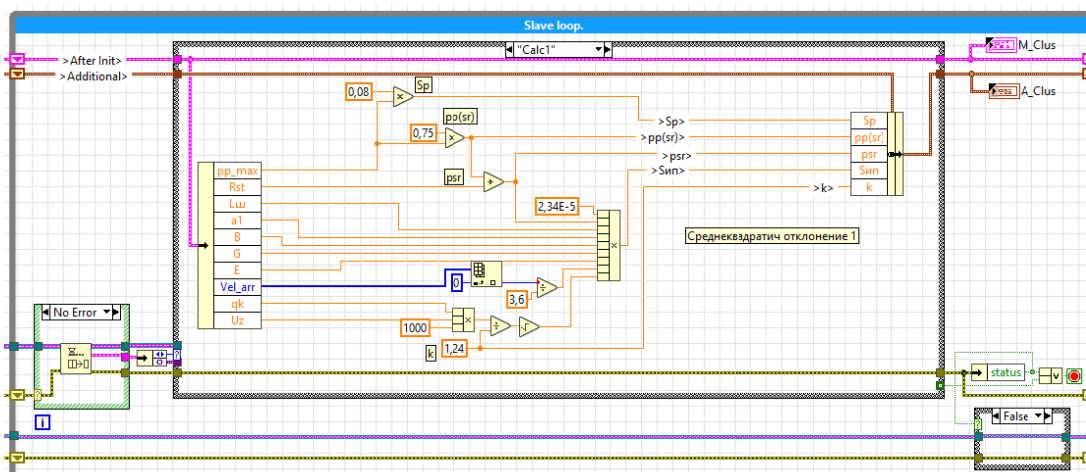 Slave loop.
"Calc1"
>After Init>
>Additional>
M_Clus
A_Clus
0,08
Sp
pp(sr)
0,75
psr
>Sp>
>pp(sr)>
>psr>
>Sип>
>k>
Sp
pp(sr)
psr
Sип
k
pp_max
Rst
Lш
a1
B
G
E
Vel_arr
qk
Uz
2,34E-5
Среднеквадратич отклонение 1
0
3,6
1000
k
1,24
No Error
i
status
False